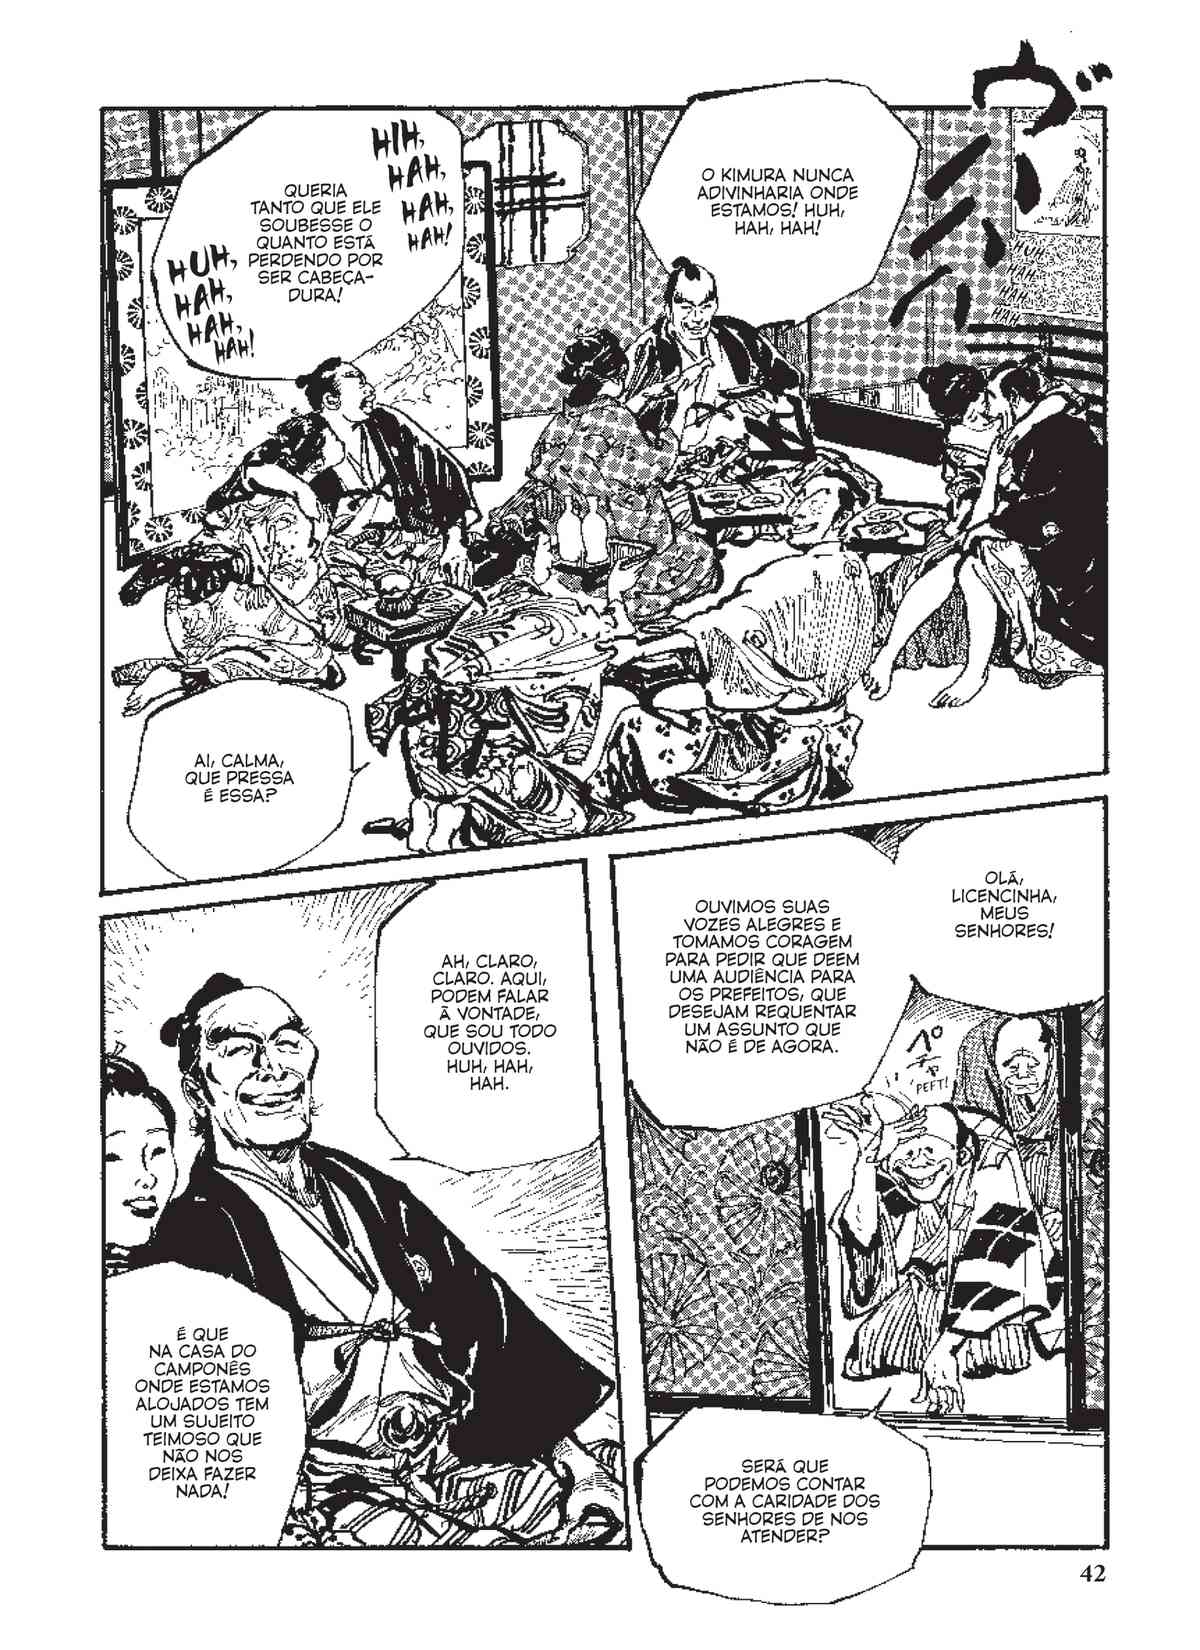 ヴ
ハ
ハ
ハ
HUH,
HAH,
HAH,
HAH
O KIMURA NUNCA
ADIVINHARIA ONDE
ESTAMOS! HUH,
HAH, HAH!
HIH,
HAH,
HAH,
HAH!
QUERIA
TANTO QUE ELE
SOUBESSE O
QUANTO ESTÁ
PERDENDO POR
SER CABEÇA-
DURA!
HUH,
HAH,
HAH,
HAH!
AI, CALMA,
QUE PRESSA
É ESSA?
OLÁ,
LICENCINHA,
MEUS
SENHORES!
OUVIMOS SUAS
VOZES ALEGRES E
TOMAMOS CORAGEM
PARA PEDIR QUE DEEM
UMA AUDIÊNCIA PARA
OS PREFEITOS, QUE
DESEJAM REQUENTAR
UM ASSUNTO QUE
NÃO É DE AGORA.
PEFT!
SERÁ QUE
PODEMOS CONTAR
COM A CARIDADE DOS
SENHORES DE NOS
ATENDER?
AH, CLARO,
CLARO. AQUI,
PODEM FALAR
À VONTADE,
QUE SOU TODO
OUVIDOS.
HUH, HAH,
HAH.
É QUE
NA CASA DO
CAMPONÊS
ONDE ESTAMOS
ALOJADOS TEM
UM SUJEITO
TEIMOSO QUE
NÃO NOS
DEIXA FAZER
NADA!
42